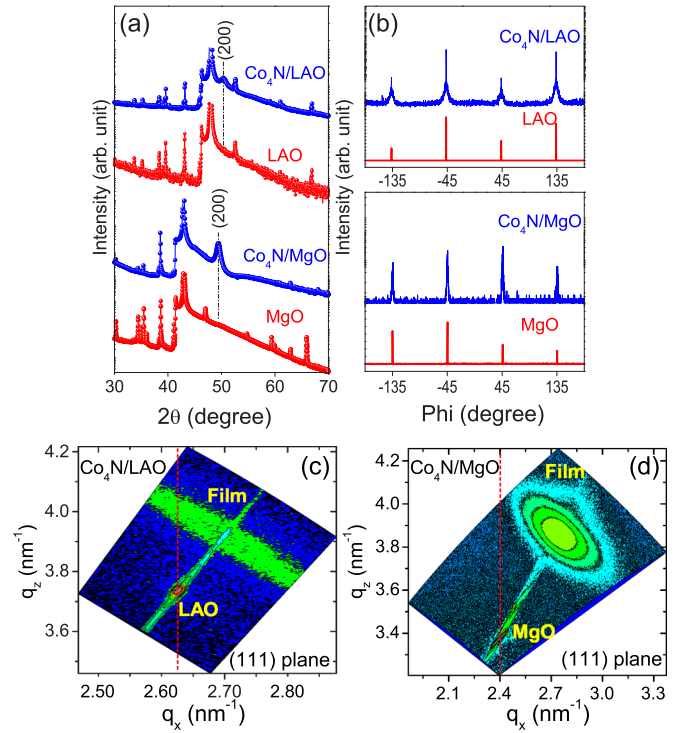 (a)
(200)
Co4N/LAO
LAO
(200)
Co4N/MgO
MgO
30 40 50 60 70
2θ (degree)
Intensity (arb. unit)
(b)
Co4N/LAO
LAO
-135 -45 45 135
Co4N/MgO
MgO
-135 -45 45 135
Phi (degree)
Intensity (arb. unit)
Co4N/LAO
(c)
Film
LAO
(111) plane
4.2
4.0
3.8
3.6
qz (nm-1)
2.50 2.60 2.70 2.80
qx (nm-1)
Co4N/MgO
(d)
Film
MgO
(111) plane
4.2
4.0
3.8
3.6
3.4
qz (nm-1)
2.1 2.4 2.7 3.0 3.3
qx (nm-1)